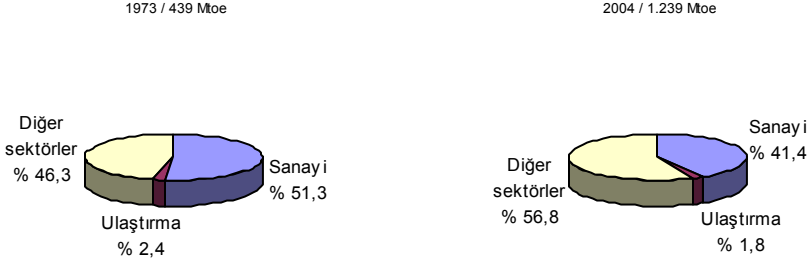 1973 / 439 Mtoe
Diğer
sektörler
% 46,3
Sanayi
% 51,3
Ulaştırma
% 2,4
2004 / 1.239 Mtoe
Sanayi
% 41,4
Diğer
sektörler
% 56,8
Ulaştırma
% 1,8